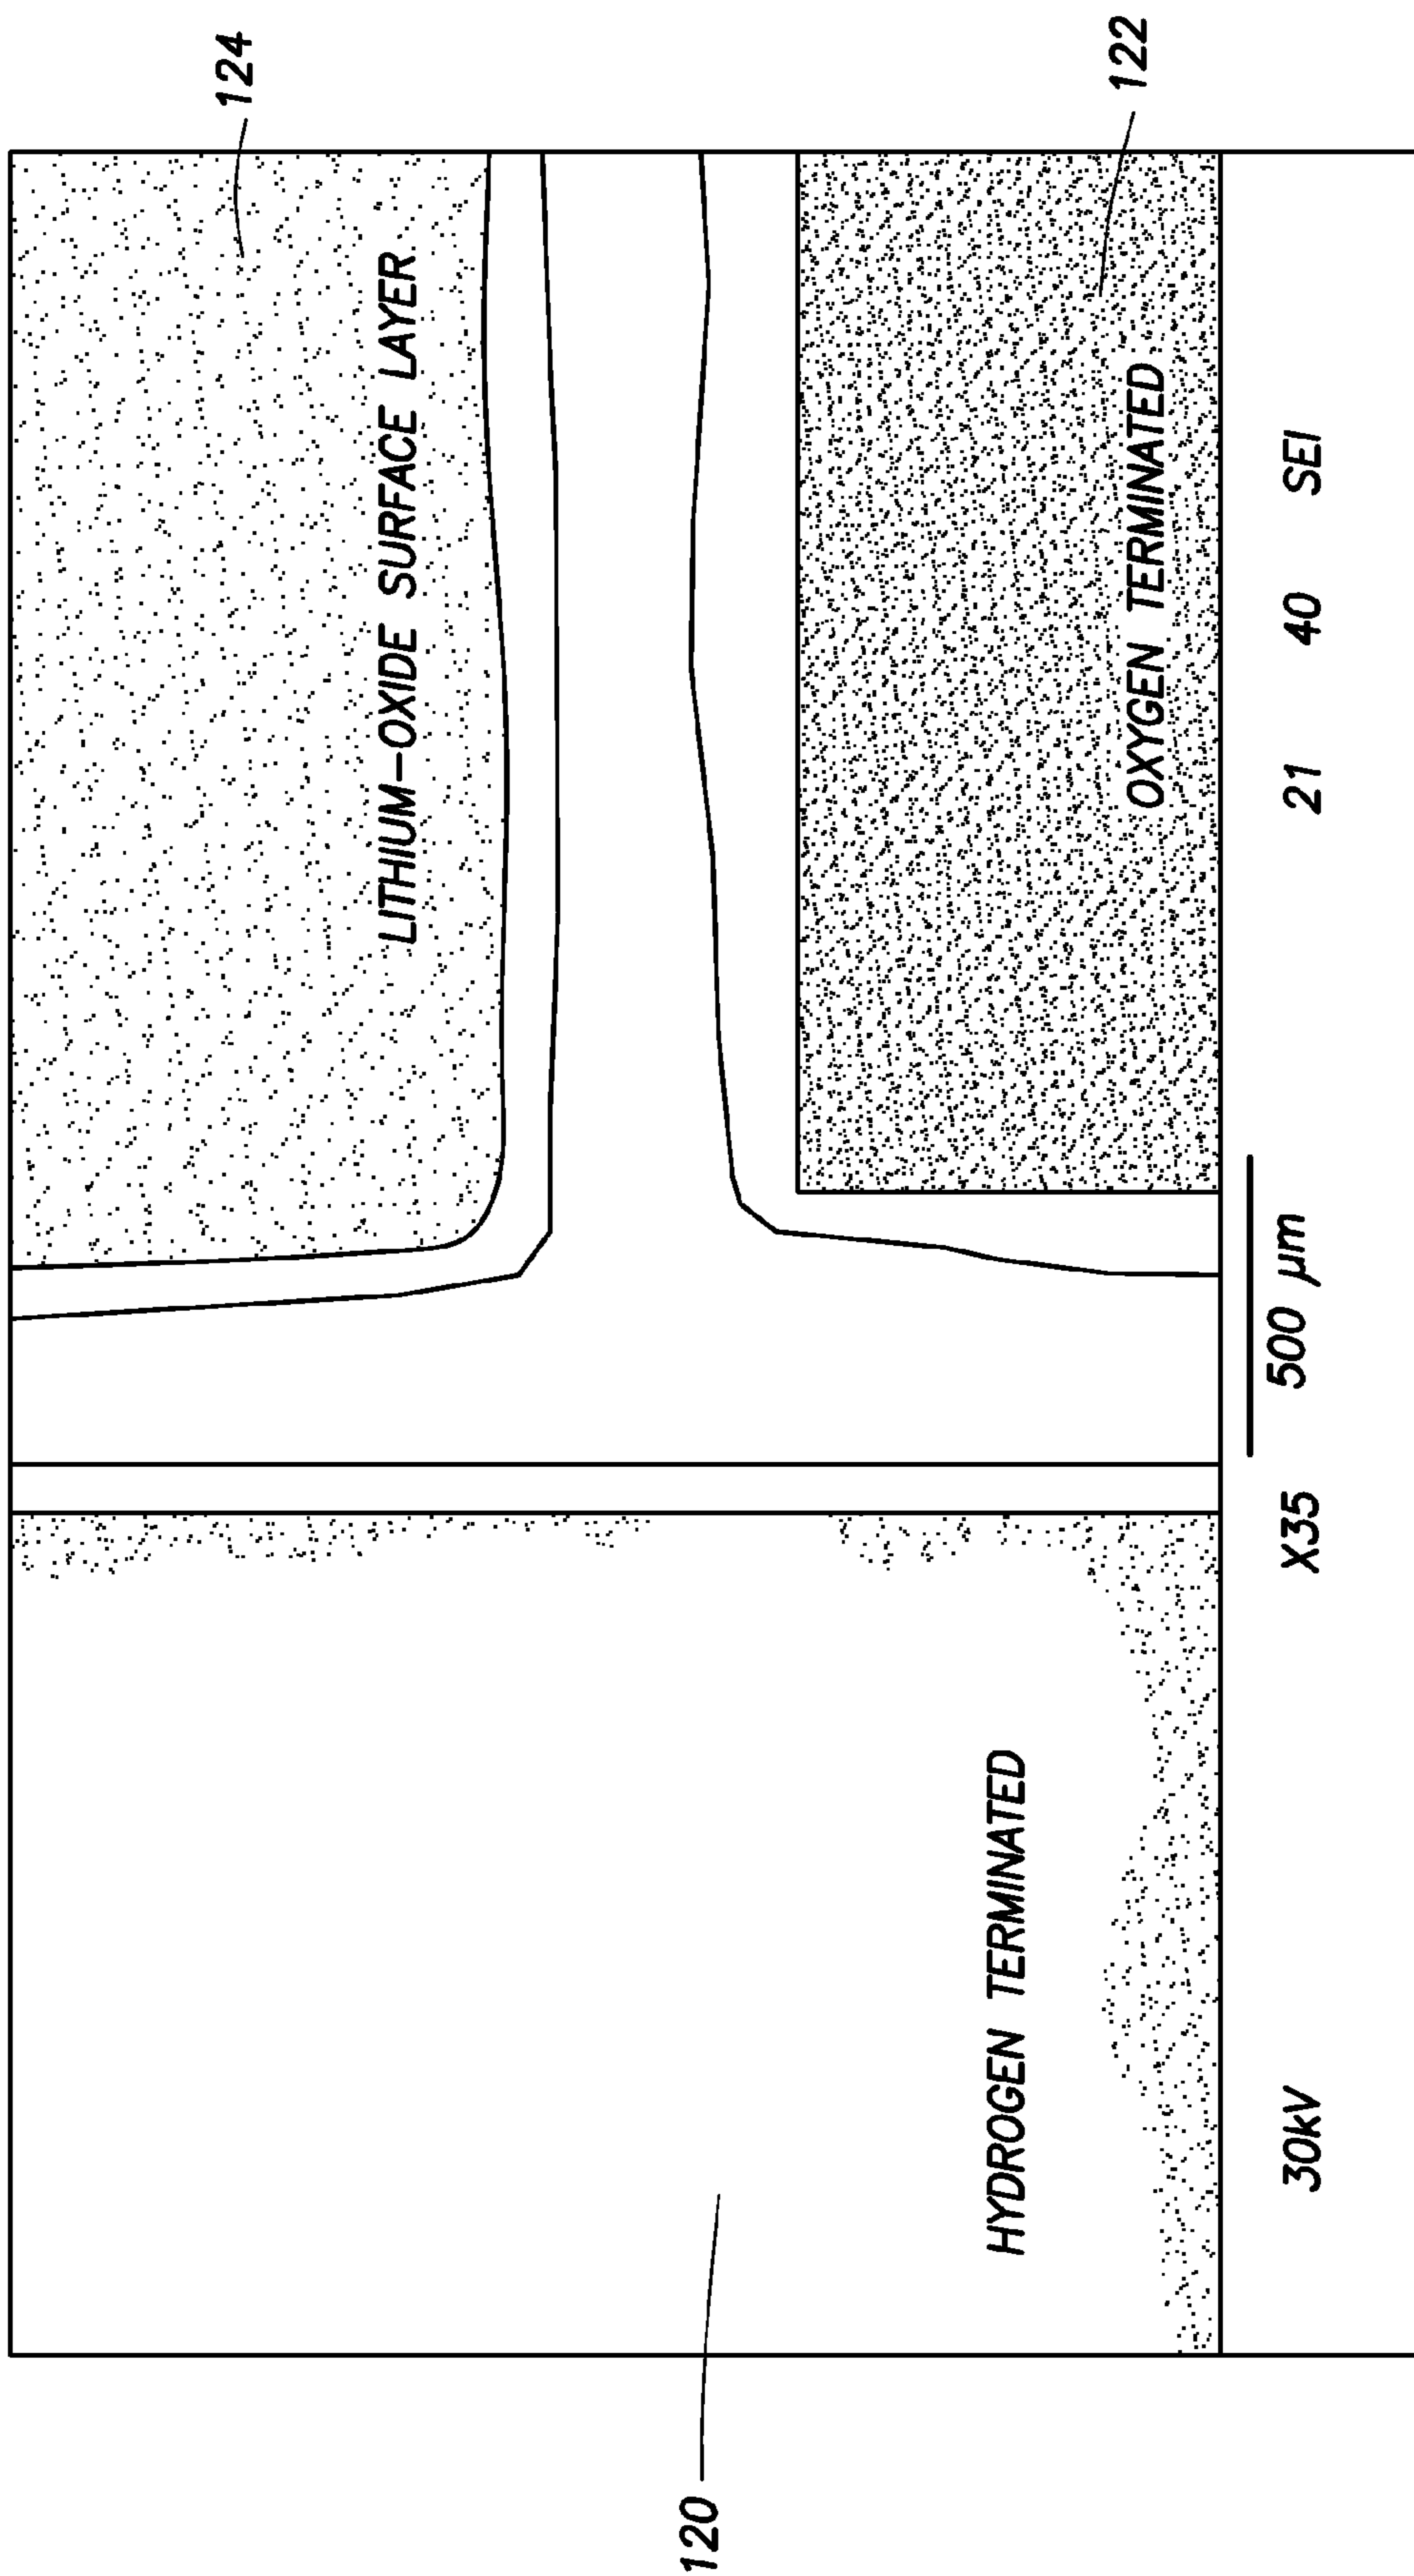 124
LITHIUM-OXIDE SURFACE LAYER
120
HYDROGEN TERMINATED
OXYGEN TERMINATED
122
30kV X35 500 µm 21 40 SEI